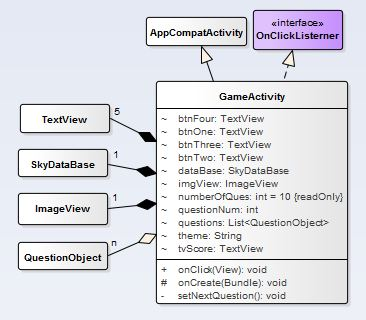 AppCompatActivity
«interface»
OnClickListerner
GameActivity
TextView
5
SkyDataBase
1
ImageView
1
QuestionObject
n
~ btnFour: TextView
~ btnOne: TextView
~ btnThree: TextView
~ btnTwo: TextView
~ dataBase: SkyDataBase
~ imgView: ImageView
~ numberOfQues: int = 10 {readOnly}
~ questionNum: int
~ questions: List<QuestionObject>
~ theme: String
~ tvScore: TextView
+ onClick(View): void
# onCreate(Bundle): void
- setNextQuestion(): void